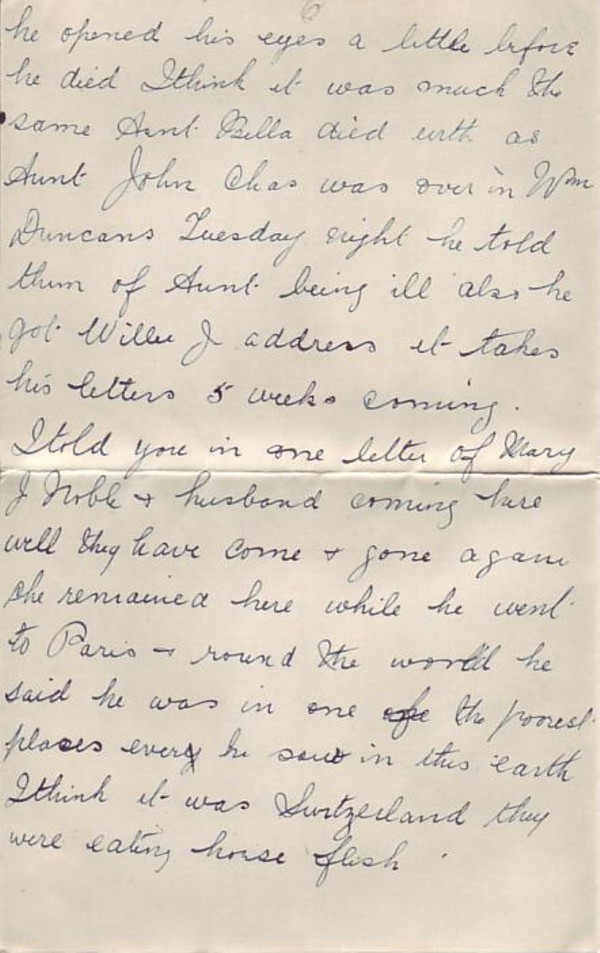 6
he opened his eyes a little before
he died I think it was much the
same Aunt Bella died with as
Aunt John Chas was over in Wm
Duncans Tuesday night he told
them of Aunt being ill also he
got Willie J address it takes
his letters 5 weeks coming.
I told you in one letter of Mary
J Noble + husband coming here
well they have come + gone again
she remained here while he went
to Paris + round the world he
said he was in one of the poorest
places every he saw in this earth
I think it was Switzerland they
were eating horse flesh